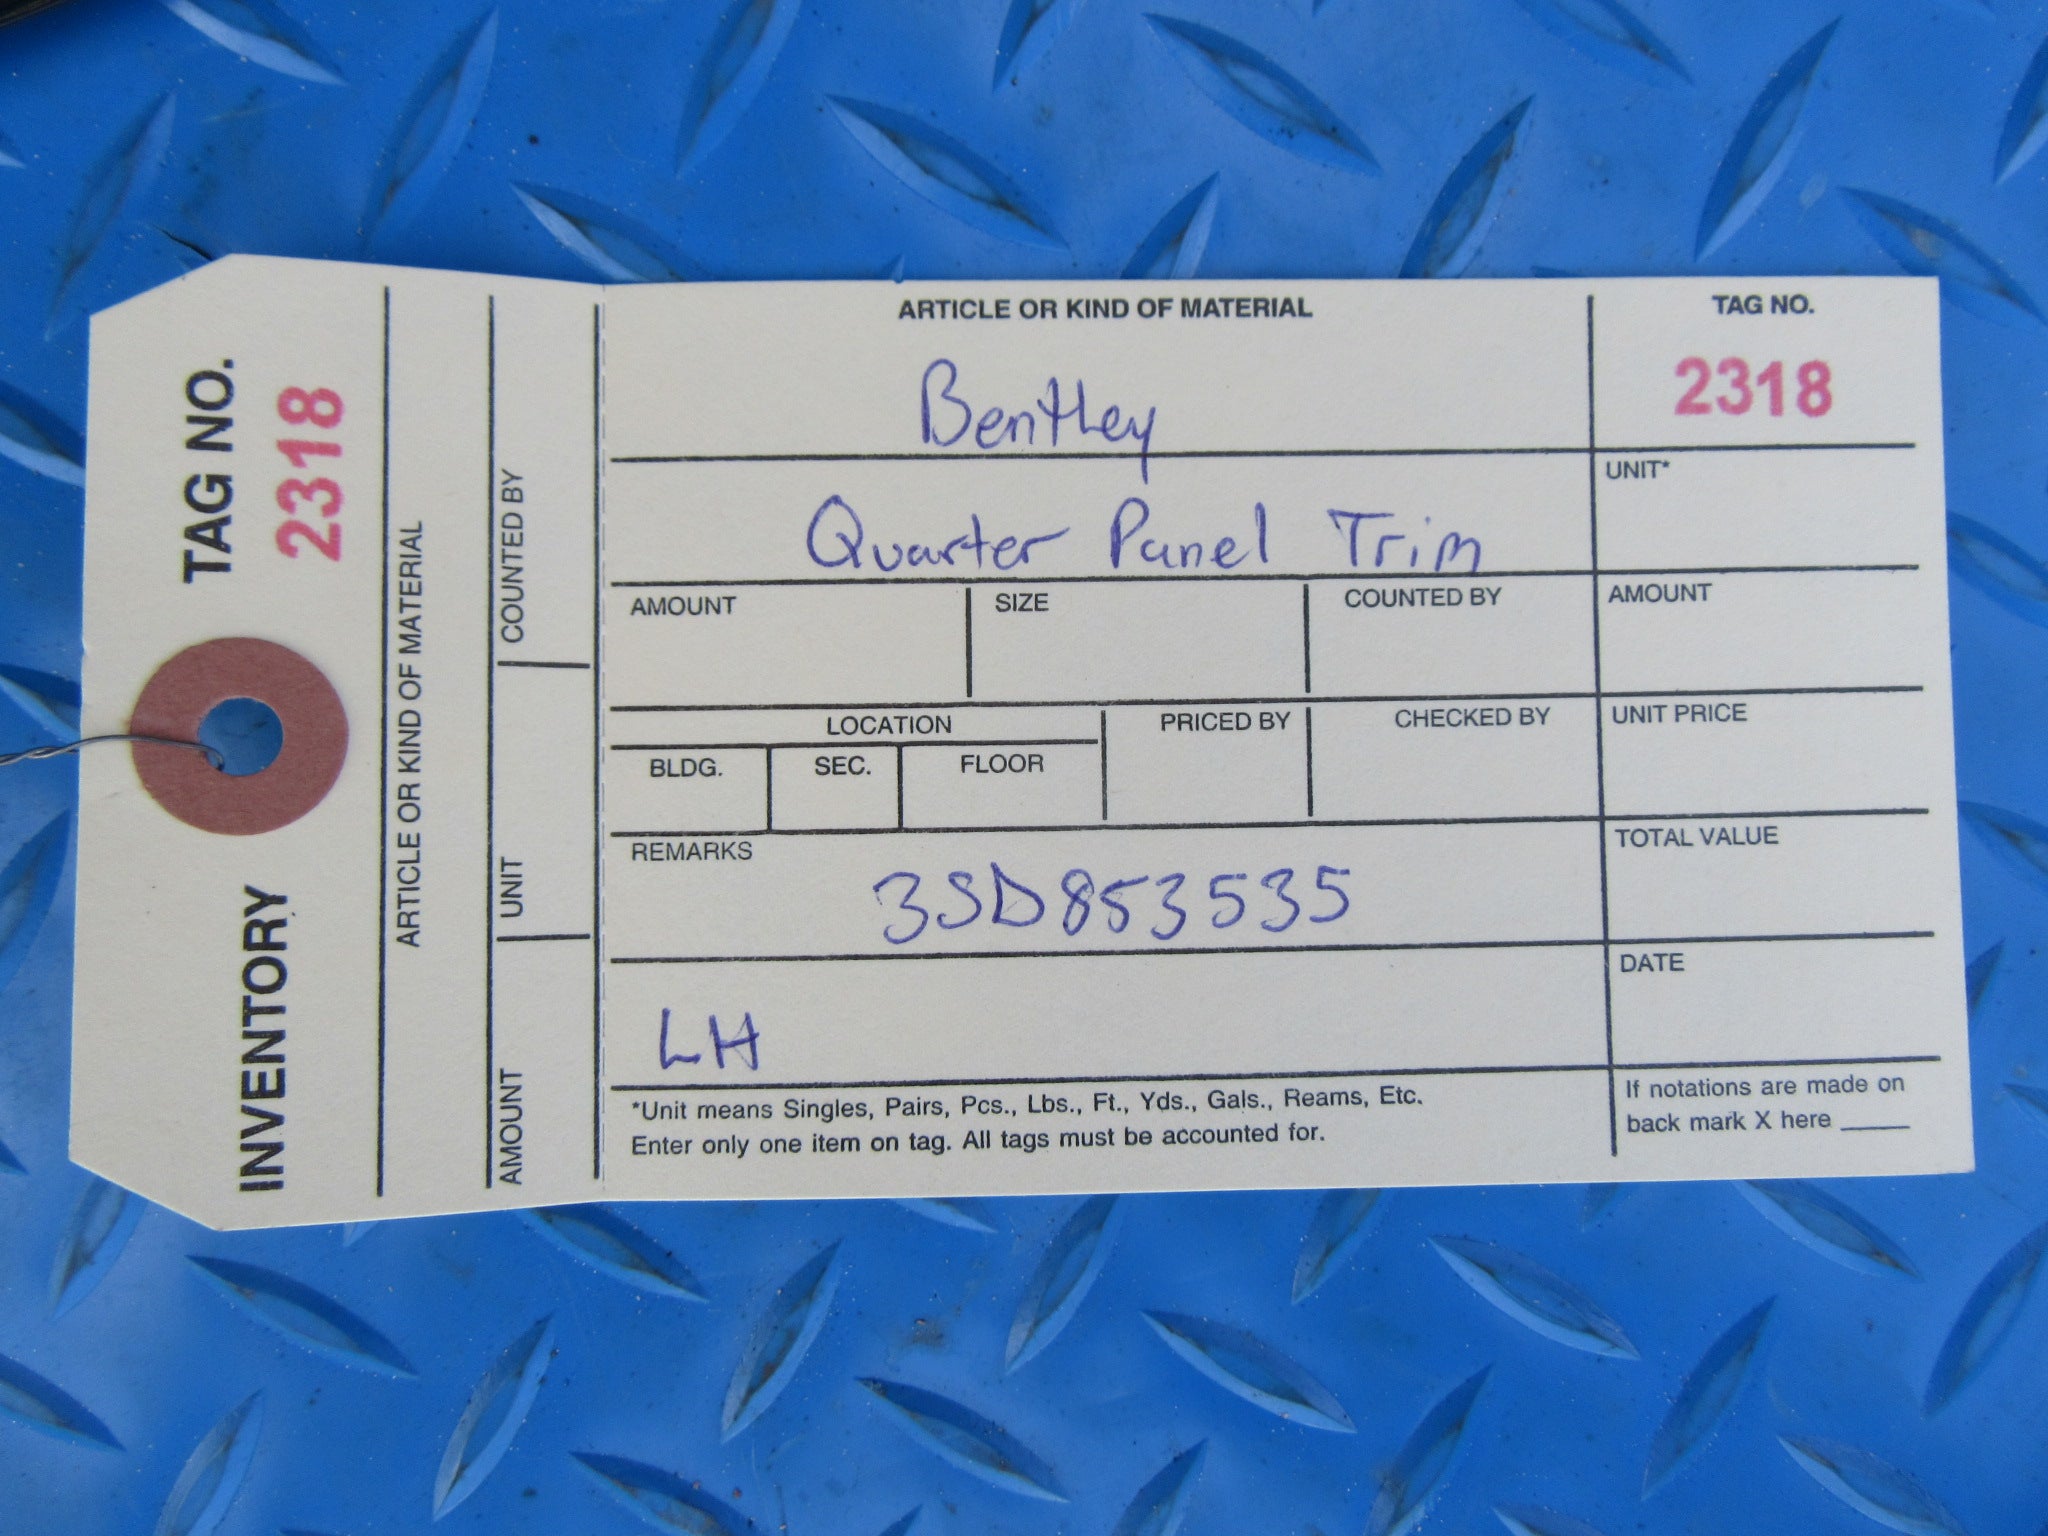 INVENTORY TAG NO.
2318
ARTICLE OR KIND OF MATERIAL
AMOUNT UNIT COUNTED BY
ARTICLE OR KIND OF MATERIAL
Bentley
Quarter Panel Trim
TAG NO.
2318
UNIT*
AMOUNT SIZE COUNTED BY AMOUNT
LOCATION PRICED BY CHECKED BY UNIT PRICE
BLDG. SEC. FLOOR
REMARKS TOTAL VALUE
3SD853535
DATE
LH
*Unit means Singles, Pairs, Pcs., Lbs., Ft., Yds., Gals., Reams, Etc.
Enter only one item on tag. All tags must be accounted for.
If notations are made on
back mark X here _____